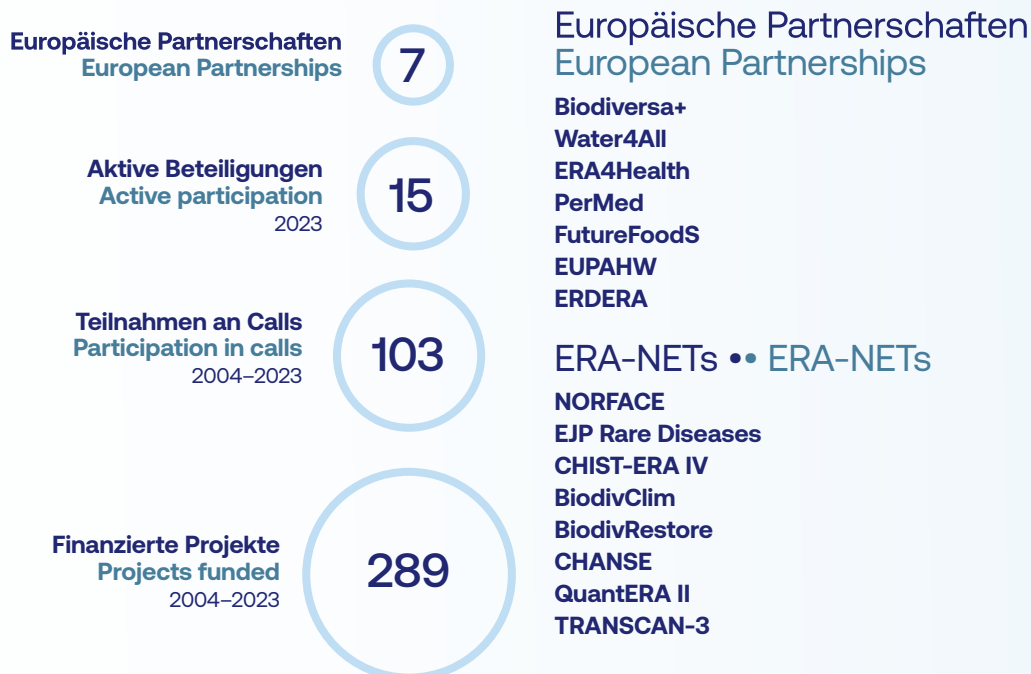 Europäische Partnerschaften
European Partnerships
7
Aktive Beteiligungen
Active participation
2023
15
Teilnahmen an Calls
Participation in calls
2004–2023
103
Finanzierte Projekte
Projects funded
2004–2023
289
Europäische Partnerschaften
European Partnerships
Biodiversa+
Water4All
ERA4Health
PerMed
FutureFoodS
EUPAHW
ERDERA
ERA-NETs •• ERA-NETs
NORFACE
EJP Rare Diseases
CHIST-ERA IV
BiodivClim
BiodivRestore
CHANSE
QuantERA II
TRANSCAN-3